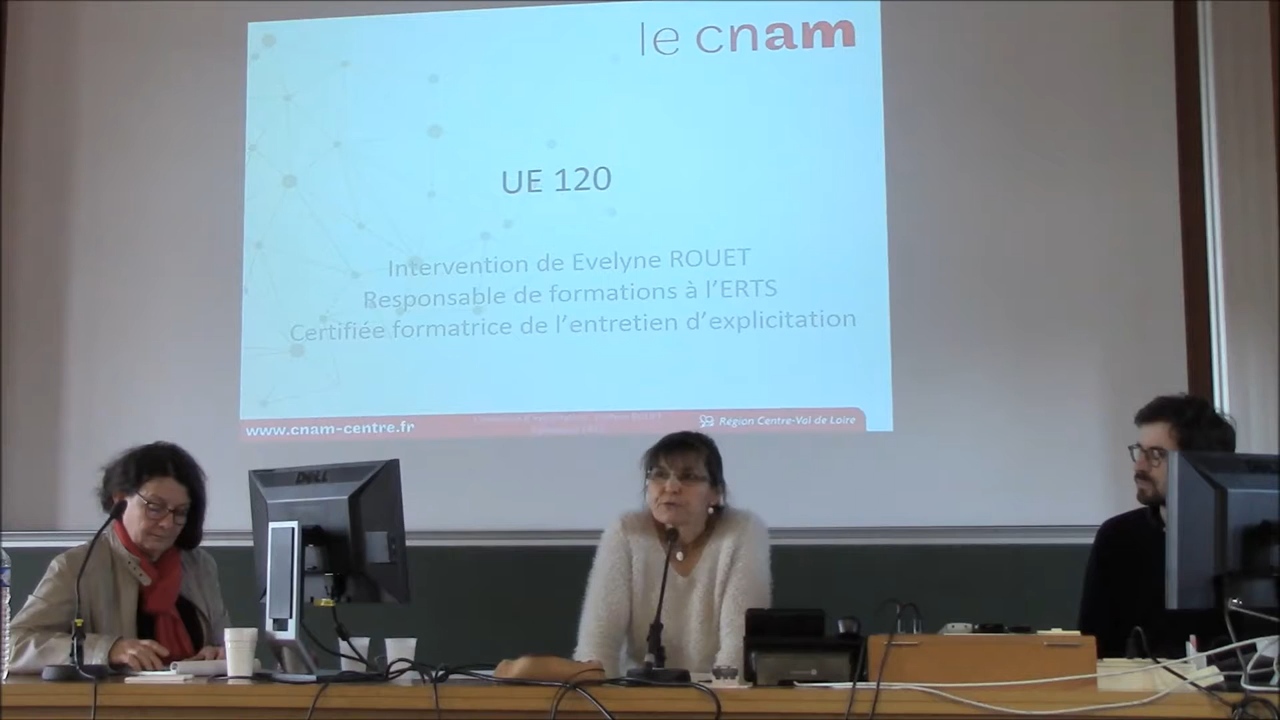 le cnam
UE 120
Intervention de Evelyne ROUET
Responsable de formations à l'ERTS
Certifiée formatrice de l'entretien d'explicitation
www.cnam-centre.fr
Région Centre-Val de Loire
DELL